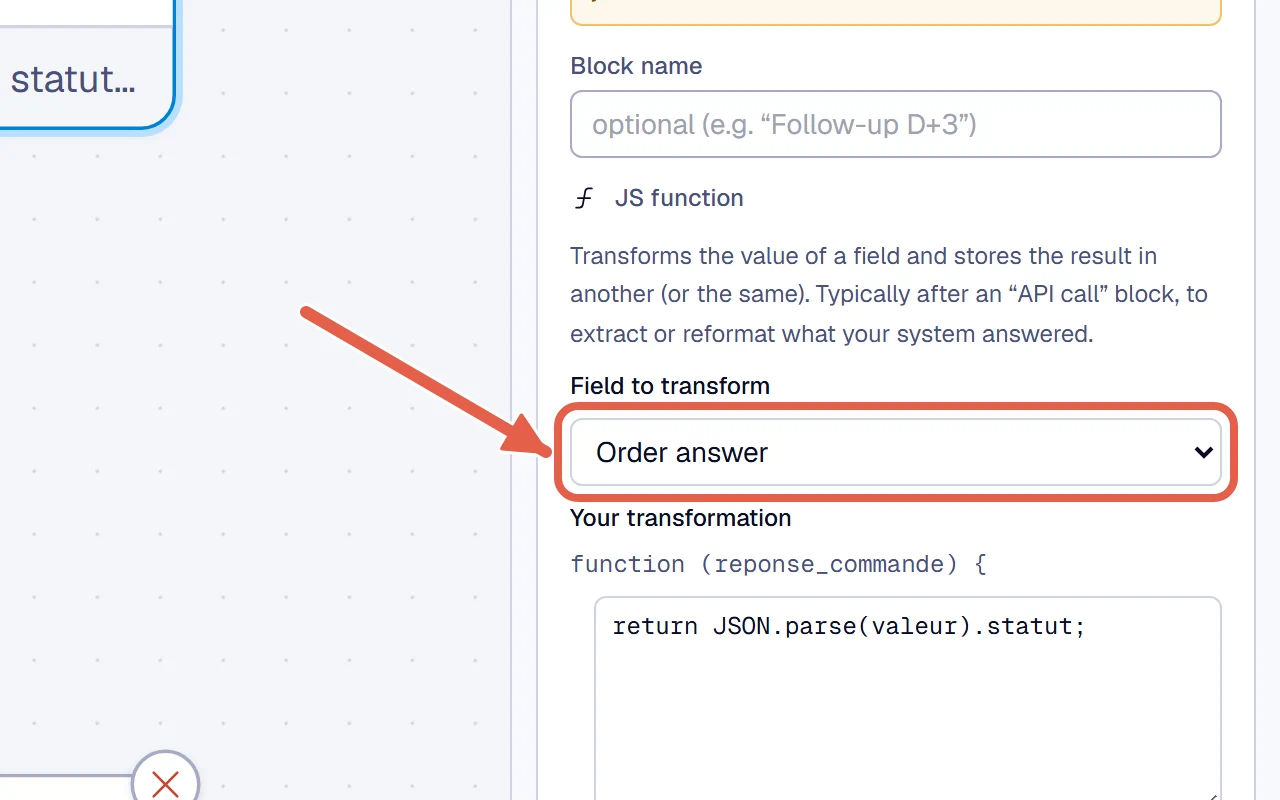 statut...
Block name
optional (e.g. “Follow-up D+3”)
JS function
Transforms the value of a field and stores the result in
another (or the same). Typically after an “API call” block, to
extract or reformat what your system answered.
Field to transform
Order answer
Your transformation
function (reponse_commande) {
return JSON.parse(valeur).statut;